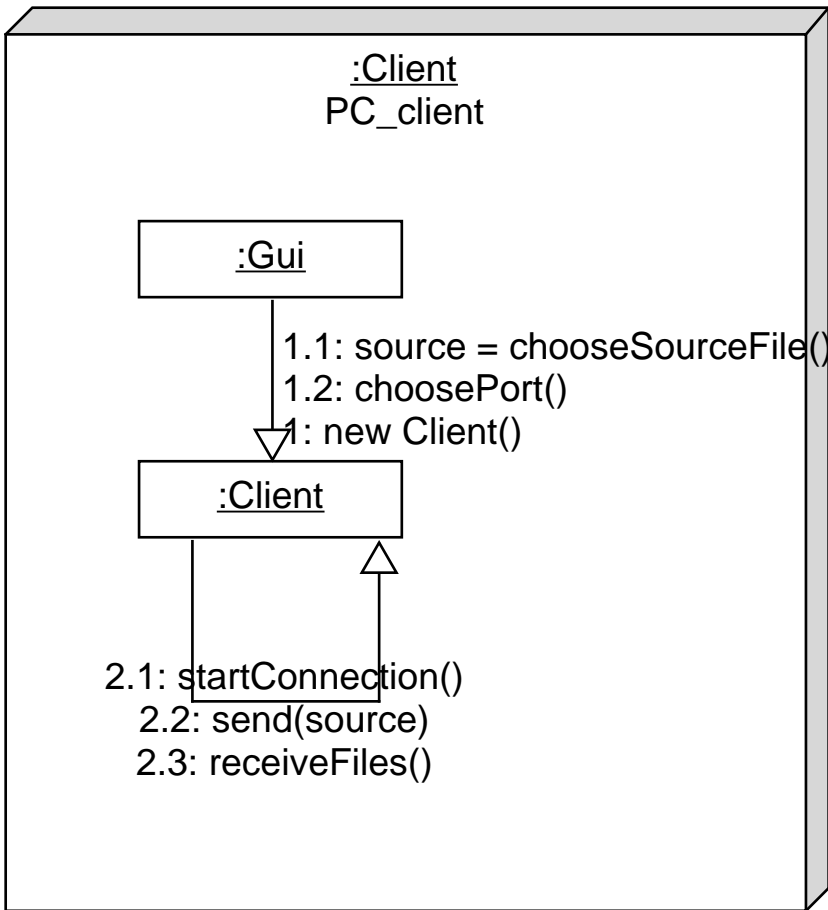 :Client
PC_client
:Gui
1.1: source = chooseSourceFile()
1.2: choosePort()
1: new Client()
:Client
2.1: startConnection()
2.2: send(source)
2.3: receiveFiles()